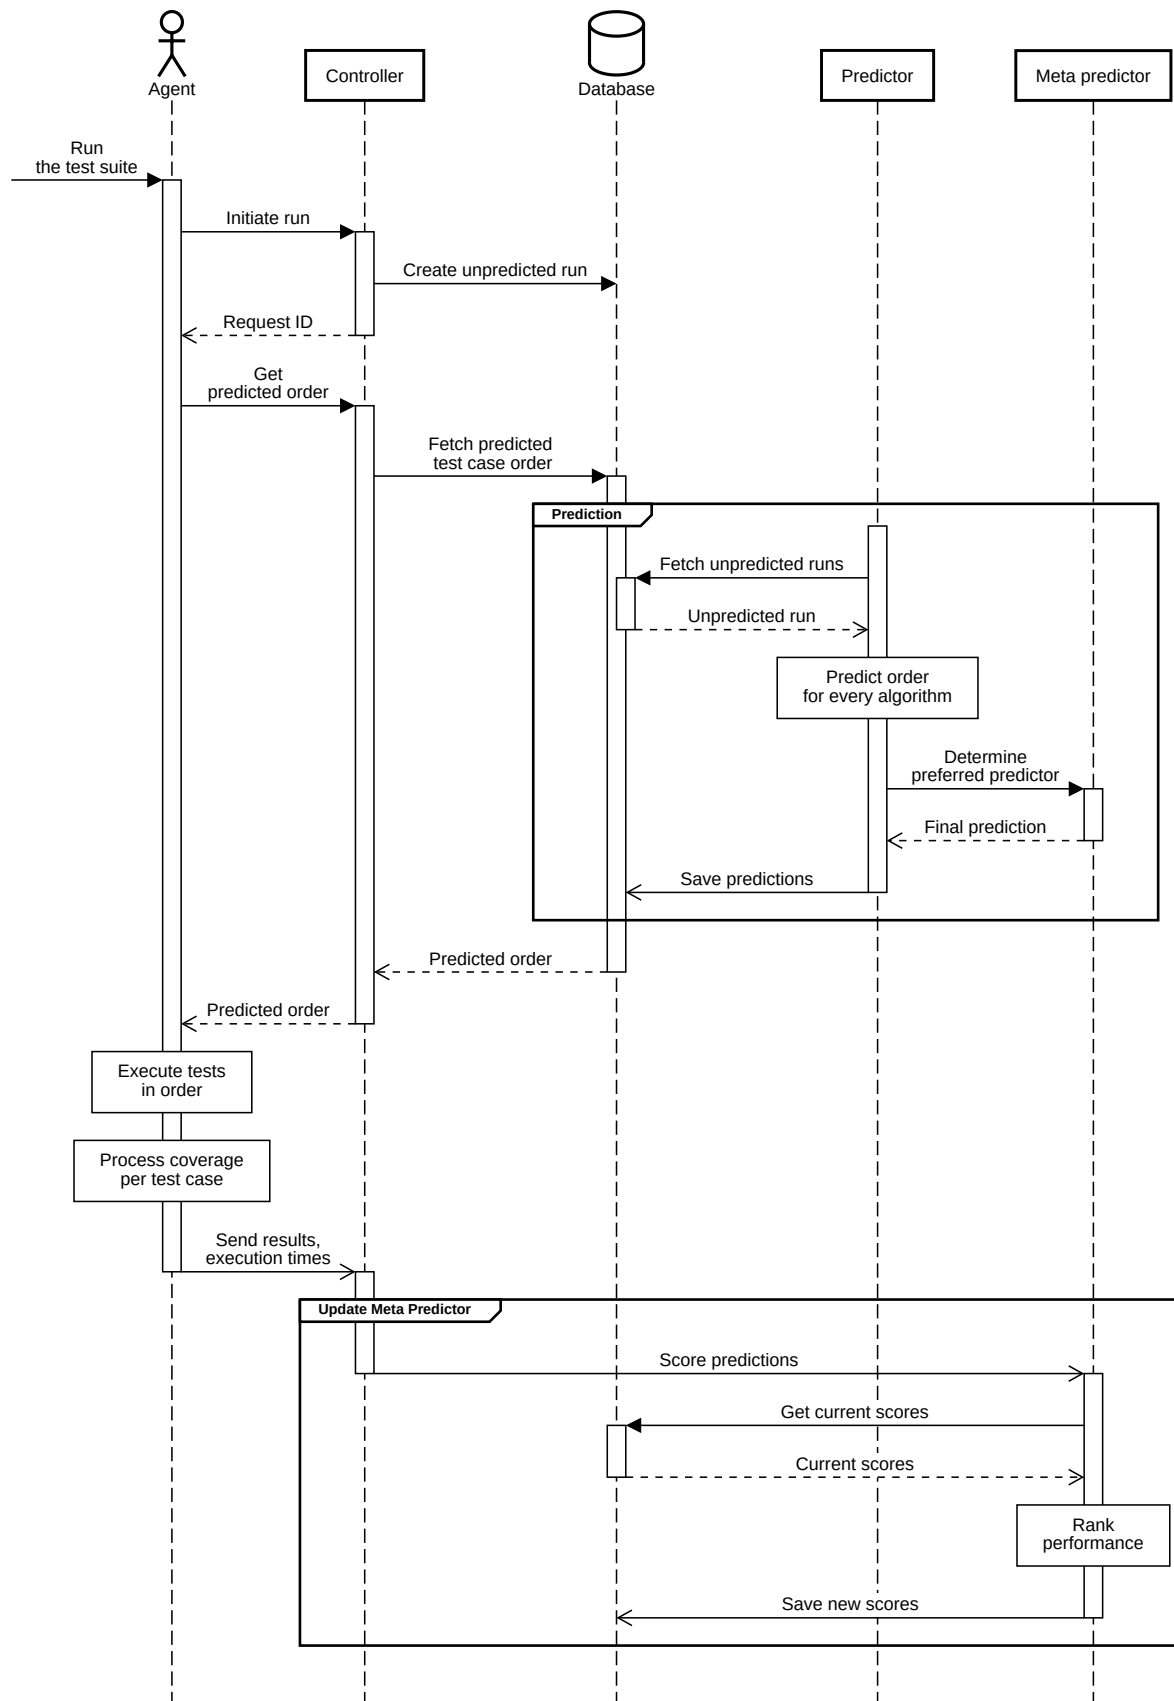 Agent
Controller
Database
Predictor
Meta predictor
Run
the test suite
Initiate run
Create unpredicted run
Request ID
Get
predicted order
Fetch predicted
test case order
Prediction
Fetch unpredicted runs
Unpredicted run
Predict order
for every algorithm
Determine
preferred predictor
Final prediction
Save predictions
Predicted order
Predicted order
Execute tests
in order
Process coverage
per test case
Send results,
execution times
Update Meta Predictor
Score predictions
Get current scores
Current scores
Rank
performance
Save new scores